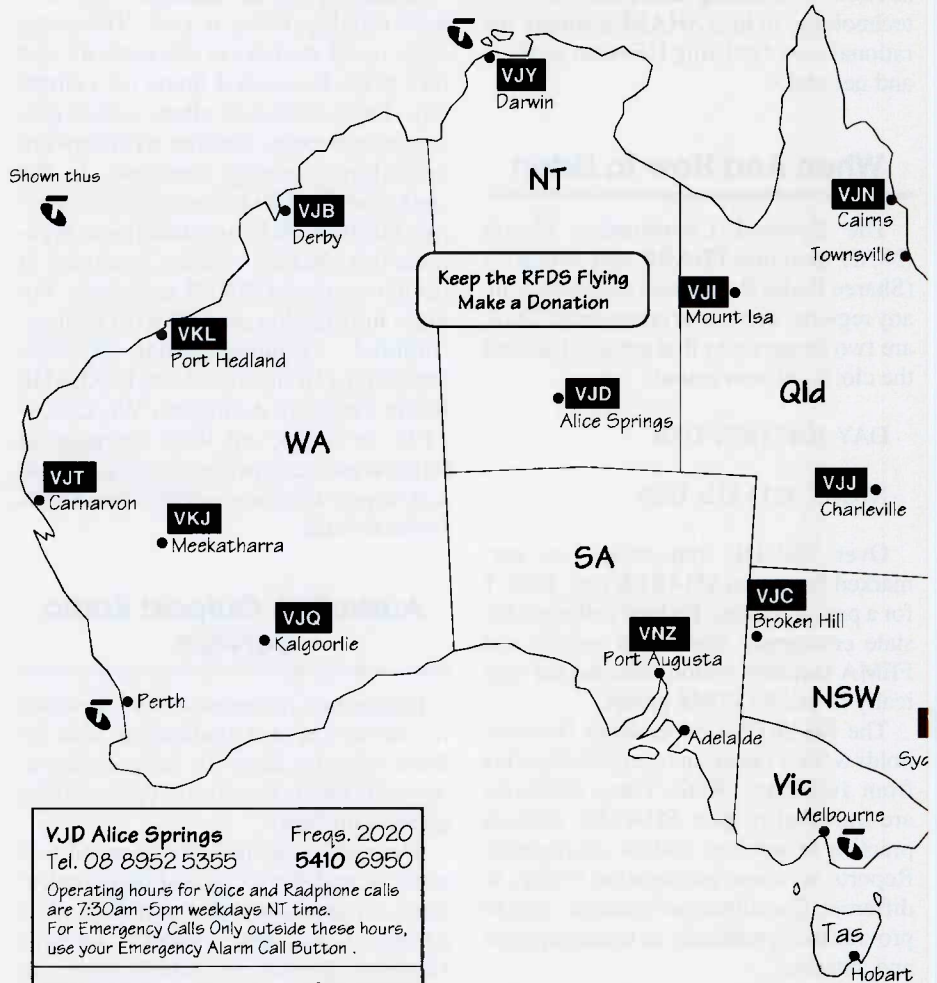 VJY
Darwin
NT
Shown thus
VJB
Derby
VJN
Cairns
Townsville
Keep the RFDS Flying
Make a Donation
VJI
Mount Isa
VKL
Port Hedland
VJD
Alice Springs
Qld
WA
VJT
Carnarvon
VJJ
Charleville
VKJ
Meekatharra
SA
VJC
Broken Hill
VJQ
Kalgoorlie
VNZ
Port Augusta
Perth
NSW
Adelaide
Vic
Melbourne
VJD Alice Springs Freqs. 2020
Tel. 08 8952 5355 5410 6950
Operating hours for Voice and Radphone calls
are 7:30am -5pm weekdays NT time.
For Emergency Calls Only outside these hours,
use your Emergency Alarm Call Button .
Tas
Hobart